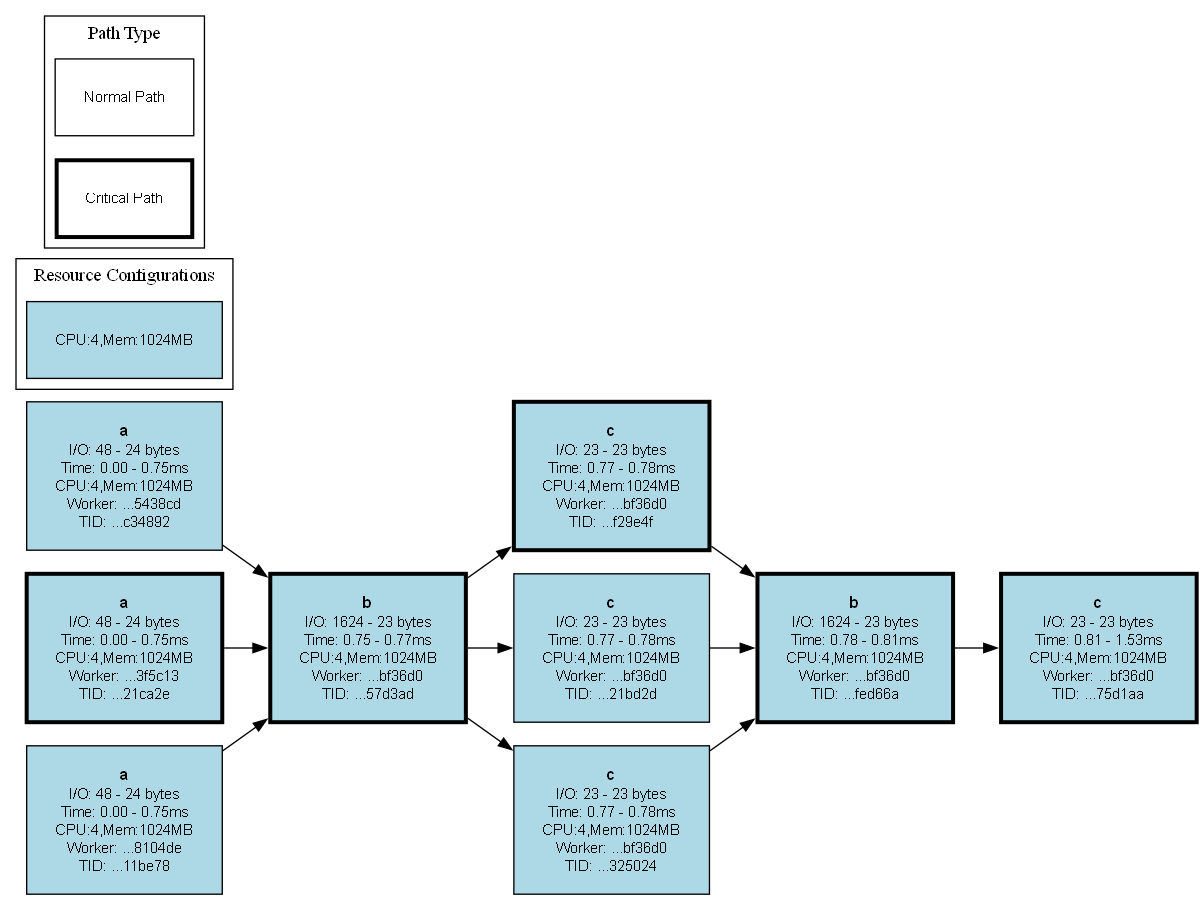 Path Type
Normal Path
Critical Path
Resource Configurations
CPU:4,Mem:1024MB
a
I/O: 48 - 24 bytes
Time: 0.00 - 0.75ms
CPU:4,Mem:1024MB
Worker: ...5438cd
TID: ...c34892
a
I/O: 48 - 24 bytes
Time: 0.00 - 0.75ms
CPU:4,Mem:1024MB
Worker: ...3f5c13
TID: ...21ca2e
a
I/O: 48 - 24 bytes
Time: 0.00 - 0.75ms
CPU:4,Mem:1024MB
Worker: ...8104de
TID: ...11be78
b
I/O: 1624 - 23 bytes
Time: 0.75 - 0.77ms
CPU:4,Mem:1024MB
Worker: ...bf36d0
TID: ...57d3ad
c
I/O: 23 - 23 bytes
Time: 0.77 - 0.78ms
CPU:4,Mem:1024MB
Worker: ...bf36d0
TID: ...f29e4f
c
I/O: 23 - 23 bytes
Time: 0.77 - 0.78ms
CPU:4,Mem:1024MB
Worker: ...bf36d0
TID: ...21bd2d
c
I/O: 23 - 23 bytes
Time: 0.77 - 0.78ms
CPU:4,Mem:1024MB
Worker: ...bf36d0
TID: ...325024
b
I/O: 1624 - 23 bytes
Time: 0.78 - 0.81ms
CPU:4,Mem:1024MB
Worker: ...bf36d0
TID: ...fed66a
c
I/O: 23 - 23 bytes
Time: 0.81 - 1.53ms
CPU:4,Mem:1024MB
Worker: ...bf36d0
TID: ...75d1aa